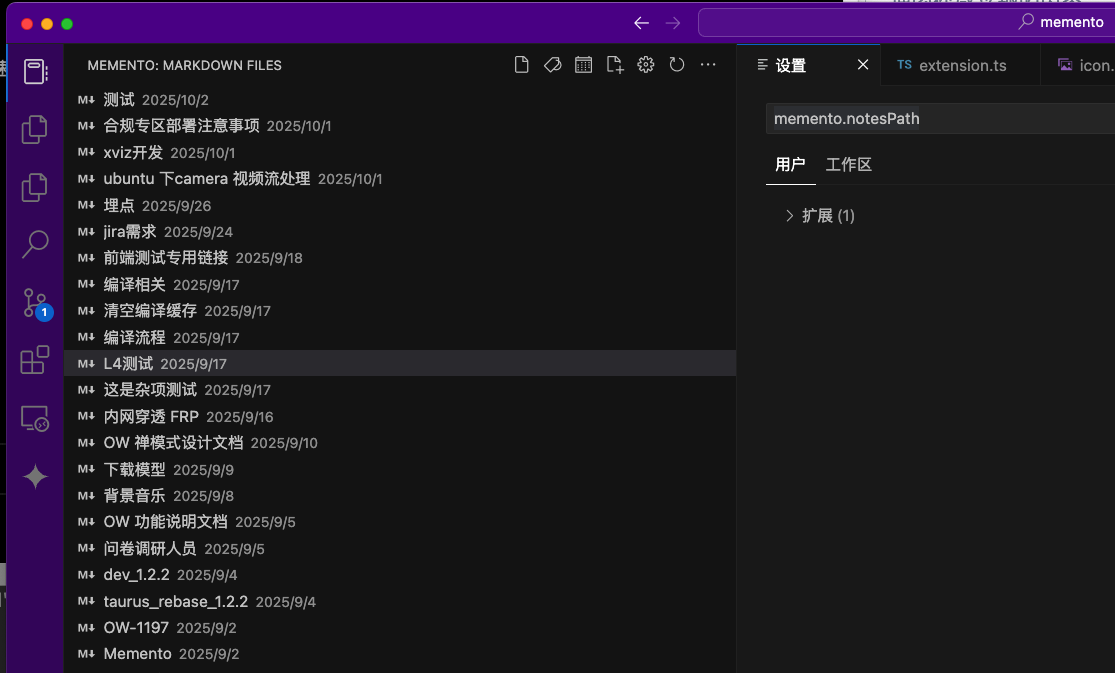 memento
MEMENTO: MARKDOWN FILES
设置
TS extension.ts
icon.
测试 2025/10/2
合规专区部署注意事项 2025/10/1
xviz开发 2025/10/1
ubuntu 下camera 视频流处理 2025/10/1
埋点 2025/9/26
jira需求 2025/9/24
前端测试专用链接 2025/9/18
编译相关 2025/9/17
清空编译缓存 2025/9/17
编译流程 2025/9/17
L4测试 2025/9/17
这是杂项测试 2025/9/17
内网穿透 FRP 2025/9/16
OW 禅模式设计文档 2025/9/10
下载模型 2025/9/9
背景音乐 2025/9/8
OW 功能说明文档 2025/9/5
问卷调研人员 2025/9/5
dev_1.2.2 2025/9/4
taurus_rebase_1.2.2 2025/9/4
OW-1197 2025/9/2
Memento 2025/9/2
1
memento.notesPath
用户 工作区
扩展 (1)